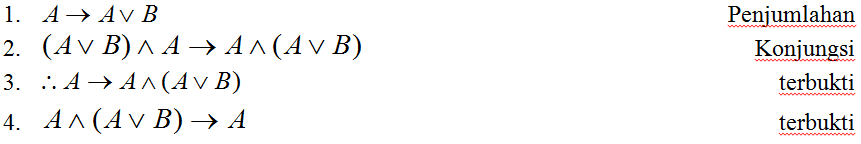 1. A → A ∨ B Penjumlahan
2. (A ∨ B) ∧ A → A ∧ (A ∨ B) Konjungsi
3. ∴ A → A ∧ (A ∨ B) terbukti
4. A ∧ (A ∨ B) → A terbukti